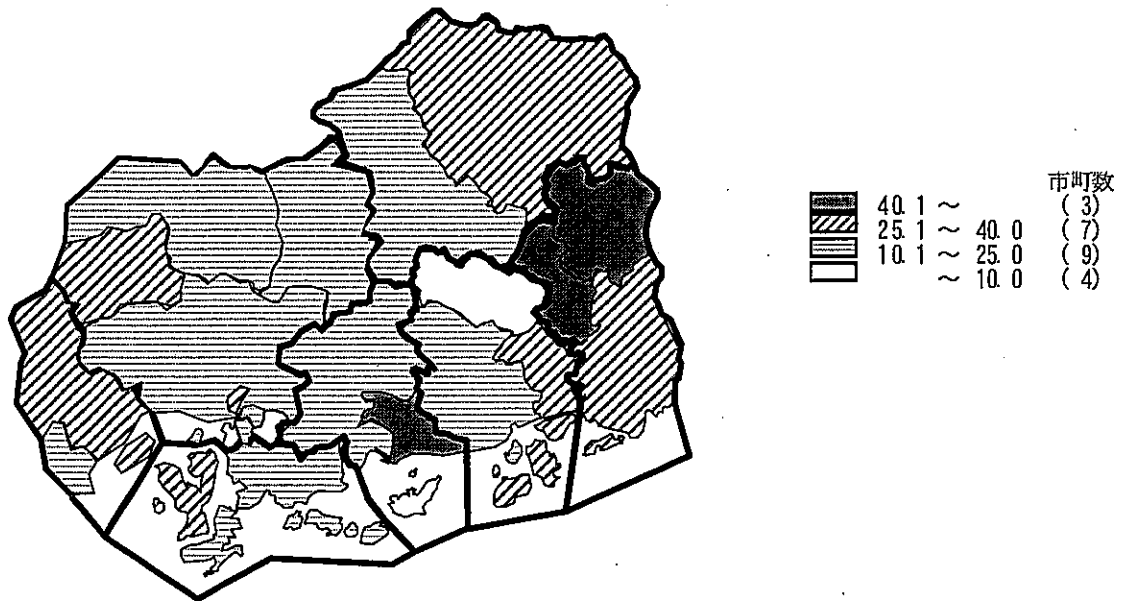 市町数
40.1 ～ ( 3)
25.1 ～ 40.0 ( 7)
10.1 ～ 25.0 ( 9)
～ 10.0 ( 4)